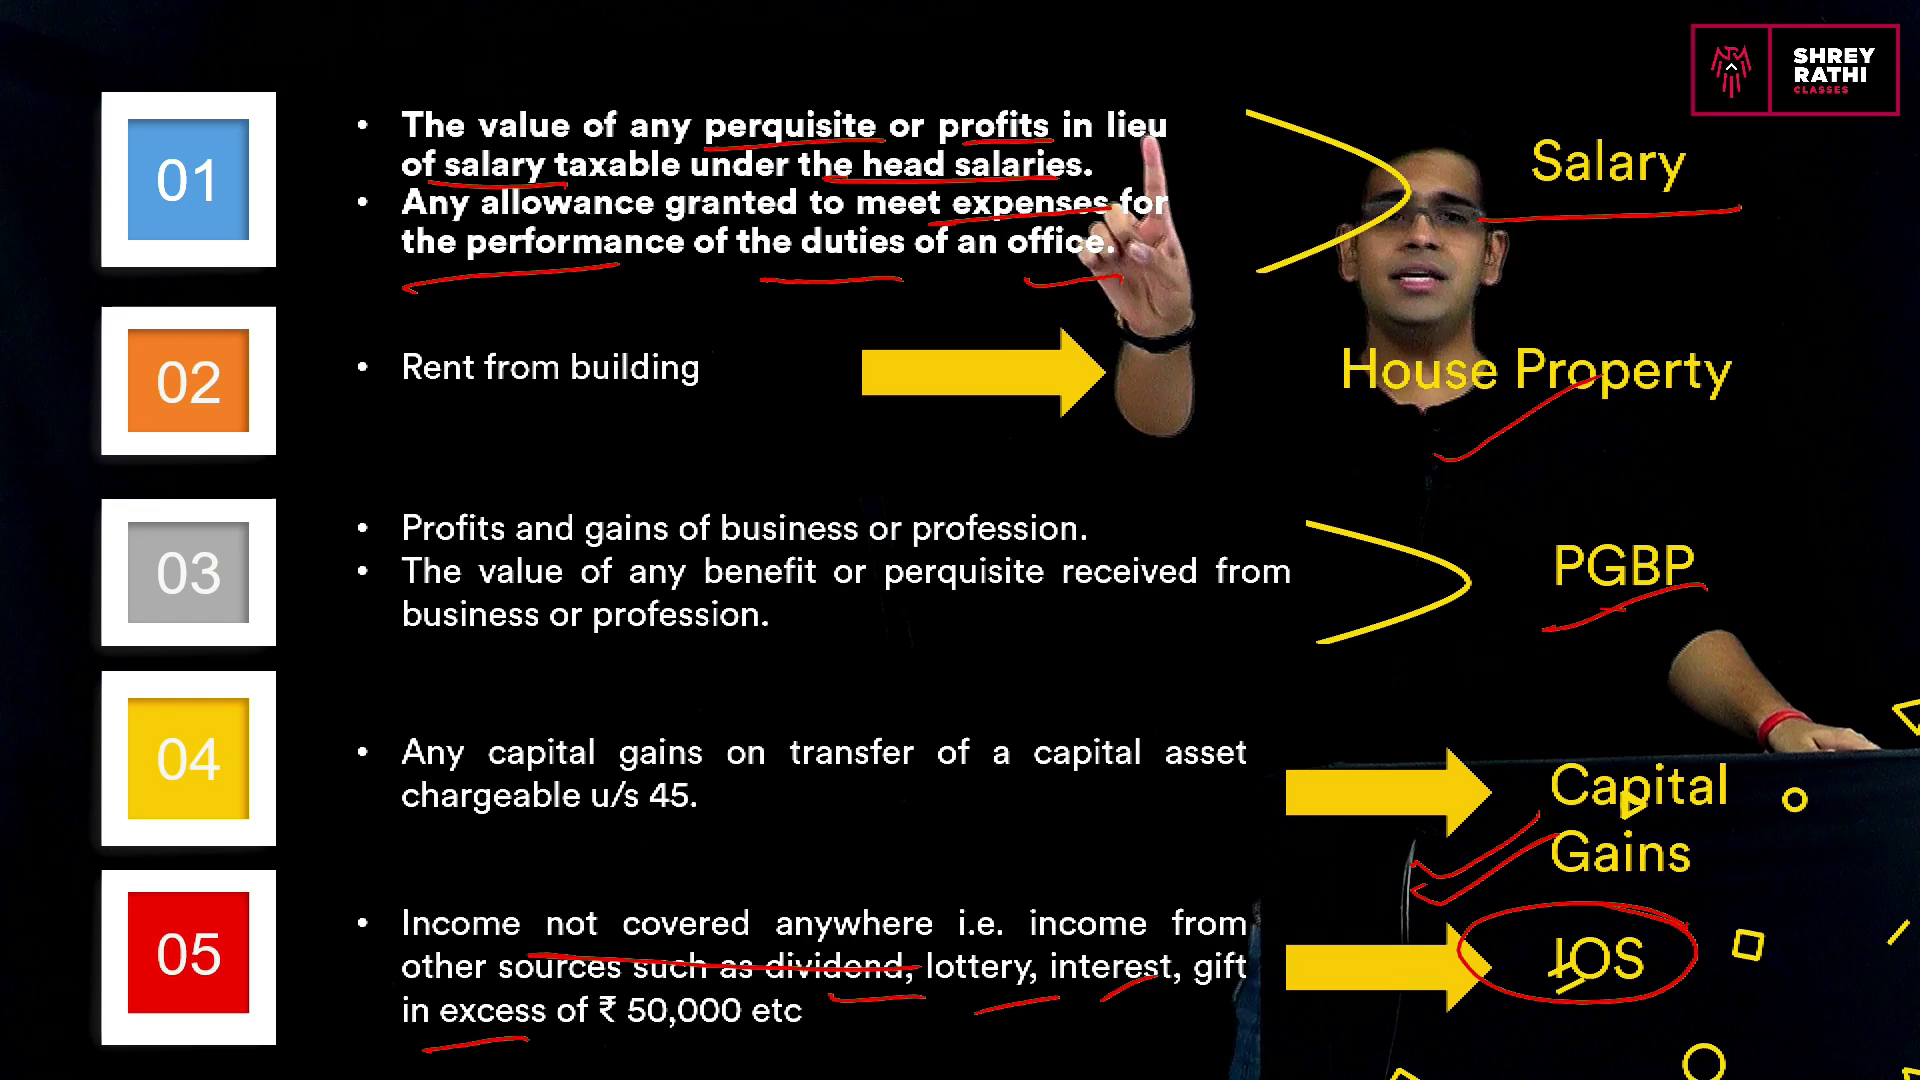 SHREY
RATHI
CLASSES
01
• The value of any perquisite or profits in lieu
of salary taxable under the head salaries.
• Any allowance granted to meet expenses for
the performance of the duties of an office.
Salary
02
• Rent from building
House Property
03
• Profits and gains of business or profession.
• The value of any benefit or perquisite received from
business or profession.
PGBP
04
• Any capital gains on transfer of a capital asset
chargeable u/s 45.
Capital
Gains
05
• Income not covered anywhere i.e. income from
other sources such as dividend, lottery, interest, gift
in excess of ₹ 50,000 etc
IOS